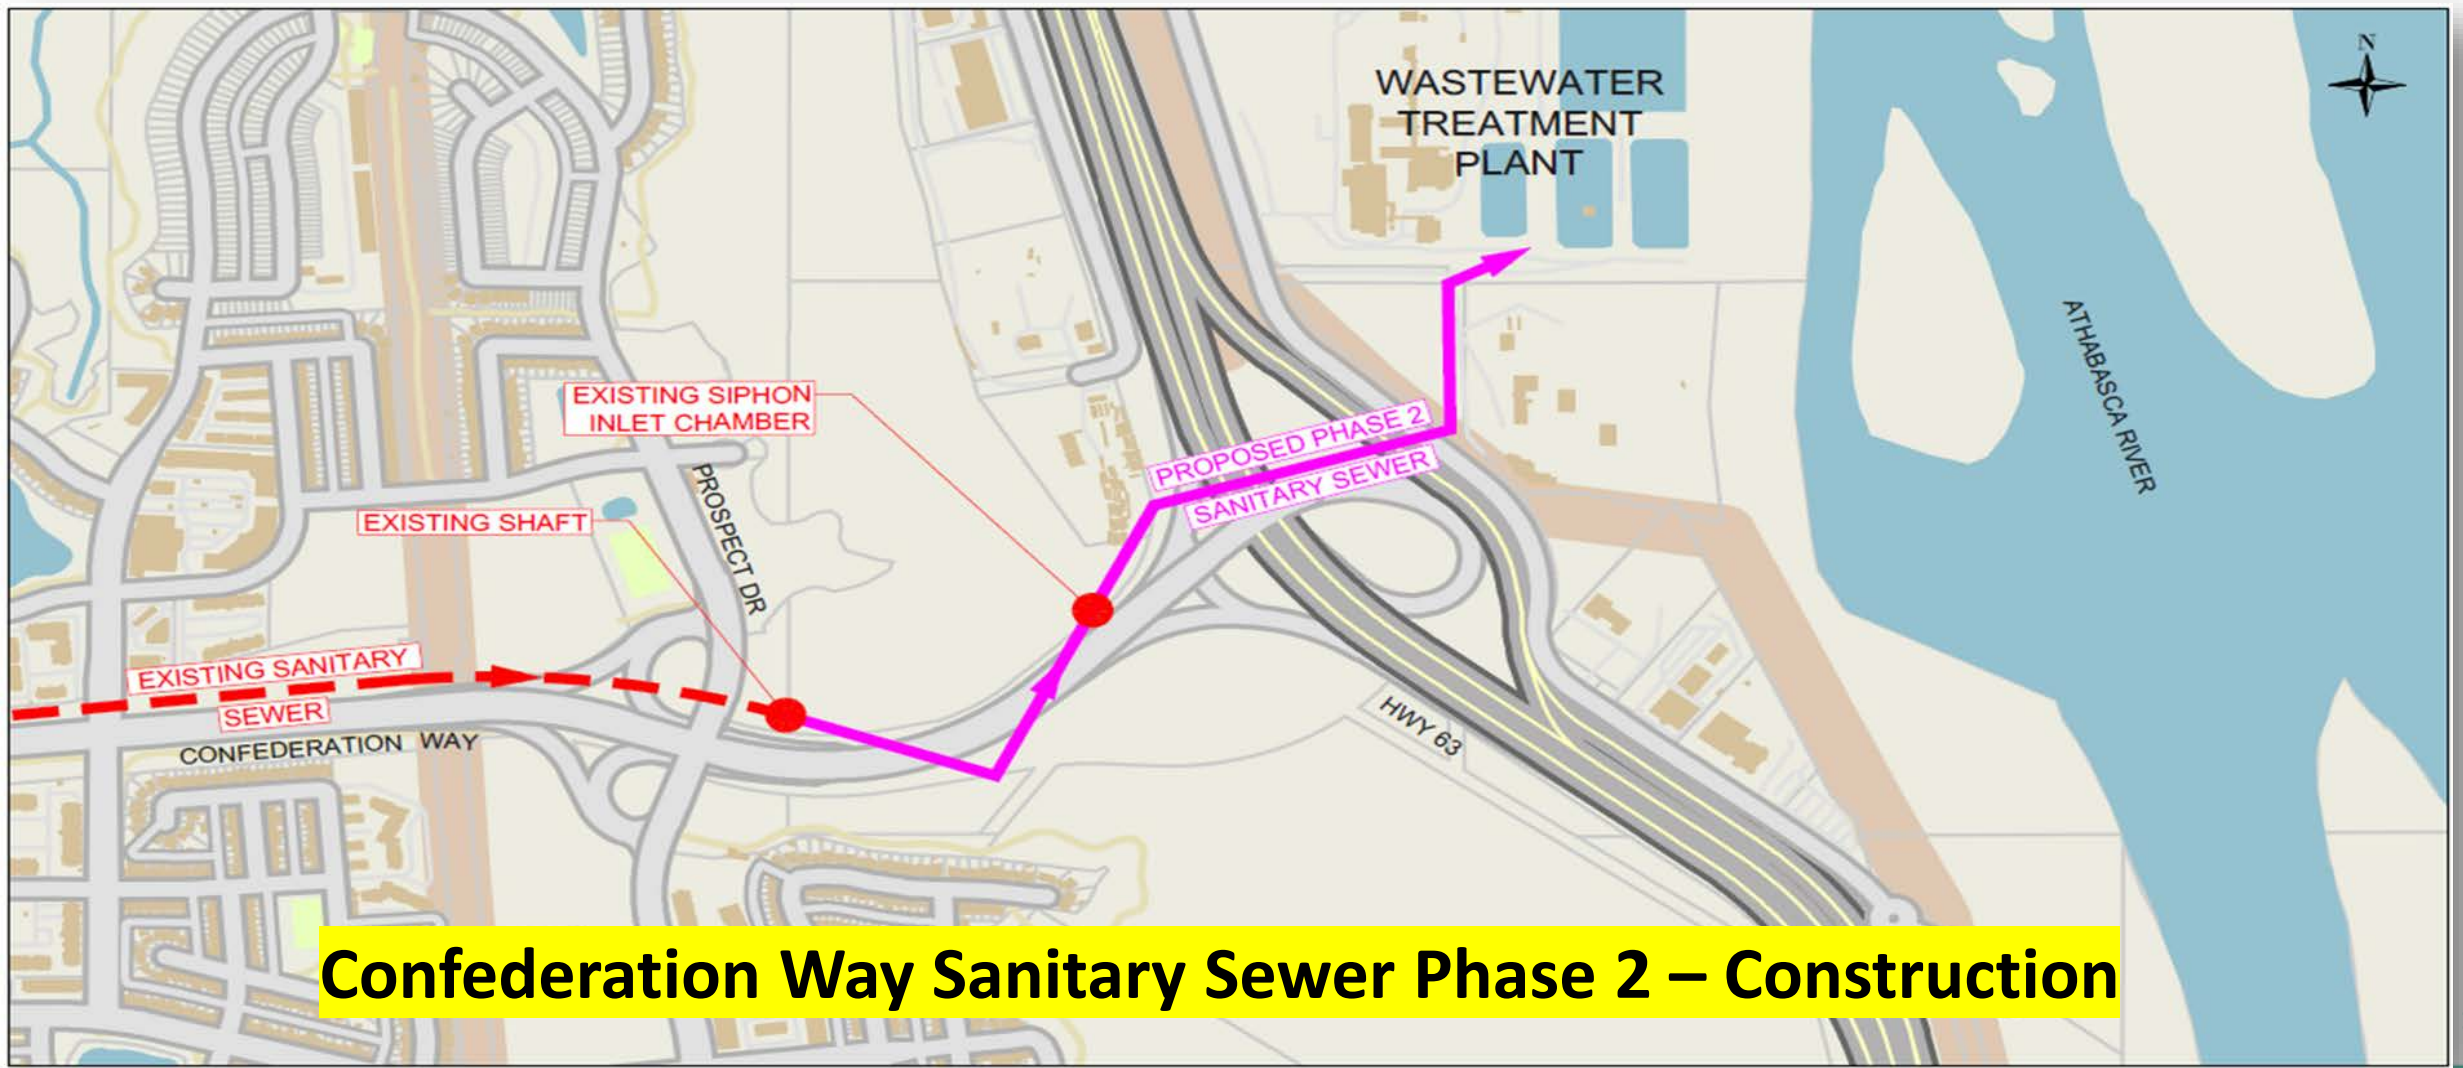 N
WASTEWATER
TREATMENT
PLANT
ATHABASCA RIVER
EXISTING SIPHON
INLET CHAMBER
PROPOSED PHASE 2
SANITARY SEWER
EXISTING SHAFT
PROSPECT DR
EXISTING SANITARY
SEWER
CONFEDERATION WAY
HWY 63
Confederation Way Sanitary Sewer Phase 2 – Construction